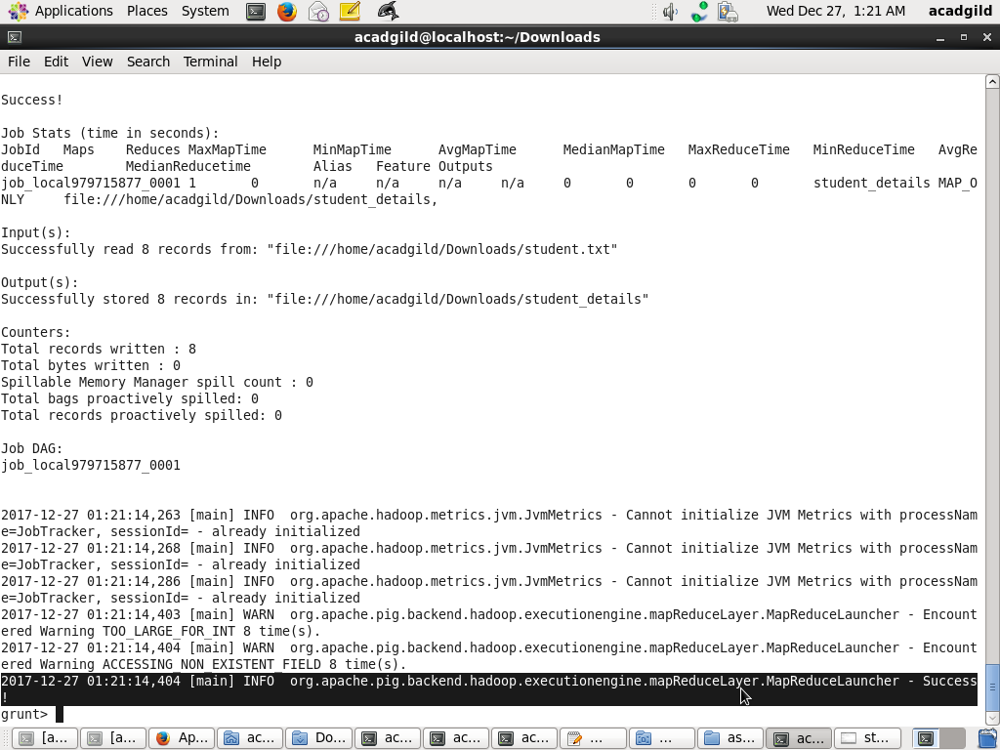 Applications Places System Wed Dec 27, 1:21 AM acadgild
acadgild@localhost:~/Downloads
File Edit View Search Terminal Help
Success!
Job Stats (time in seconds):
JobId Maps Reduces MaxMapTime MinMapTime AvgMapTime MedianMapTime MaxReduceTime MinReduceTime AvgRe
duceTime MedianReducetime Alias Feature Outputs
job_local979715877_0001 1 0 n/a n/a n/a n/a 0 0 0 0 student_details MAP_O
NLY file:///home/acadgild/Downloads/student_details,
Input(s):
Successfully read 8 records from: "file:///home/acadgild/Downloads/student.txt"
Output(s):
Successfully stored 8 records in: "file:///home/acadgild/Downloads/student_details"
Counters:
Total records written : 8
Total bytes written : 0
Spillable Memory Manager spill count : 0
Total bags proactively spilled: 0
Total records proactively spilled: 0
Job DAG:
job_local979715877_0001
2017-12-27 01:21:14,263 [main] INFO org.apache.hadoop.metrics.jvm.JvmMetrics - Cannot initialize JVM Metrics with processNam
e=JobTracker, sessionId= - already initialized
2017-12-27 01:21:14,268 [main] INFO org.apache.hadoop.metrics.jvm.JvmMetrics - Cannot initialize JVM Metrics with processNam
e=JobTracker, sessionId= - already initialized
2017-12-27 01:21:14,286 [main] INFO org.apache.hadoop.metrics.jvm.JvmMetrics - Cannot initialize JVM Metrics with processNam
e=JobTracker, sessionId= - already initialized
2017-12-27 01:21:14,403 [main] WARN org.apache.pig.backend.hadoop.executionengine.mapReduceLayer.MapReduceLauncher - Encount
ered Warning TOO_LARGE_FOR_INT 8 time(s).
2017-12-27 01:21:14,404 [main] WARN org.apache.pig.backend.hadoop.executionengine.mapReduceLayer.MapReduceLauncher - Encount
ered Warning ACCESSING_NON_EXISTENT_FIELD 8 time(s).
2017-12-27 01:21:14,404 [main] INFO org.apache.pig.backend.hadoop.executionengine.mapReduceLayer.MapReduceLauncher - Success
!
grunt>
[a... [a... Ap... ac... Do... ac... ac... ac... ... ... as... ac... st...